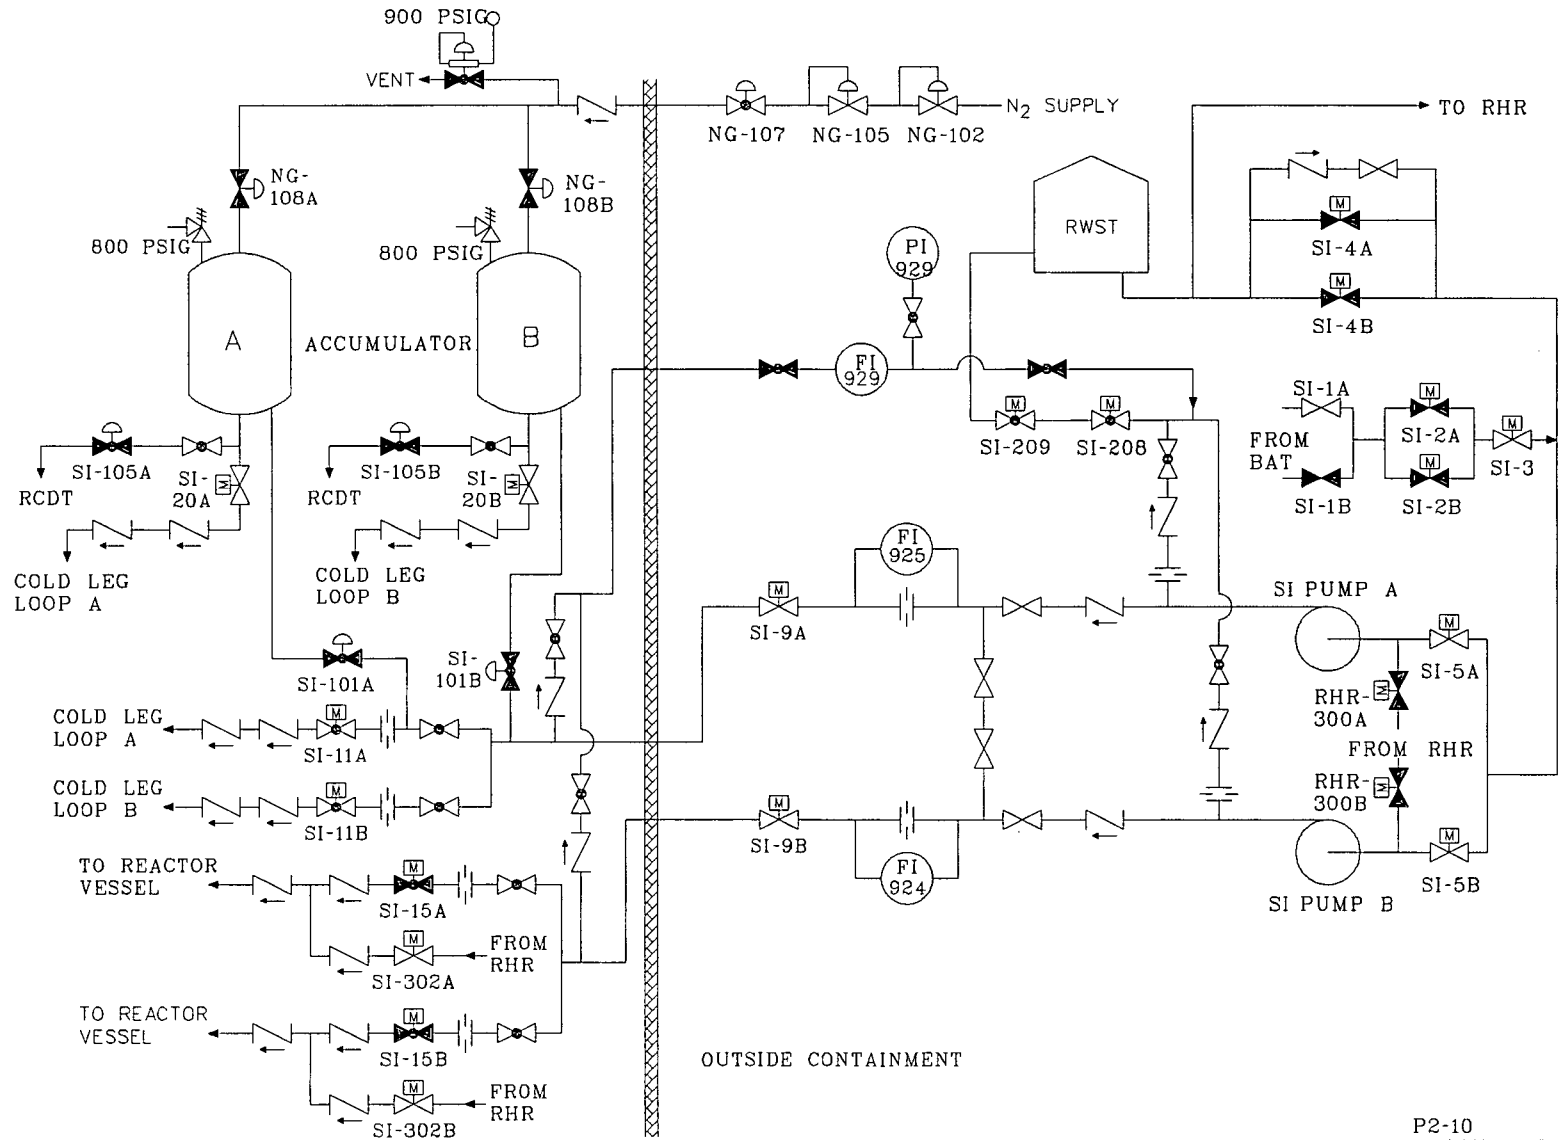 900 PSIG
VENT
N2 SUPPLY
TO RHR
NG-107
NG-105
NG-102
NG-
108A
NG-
108B
M
SI-4A
800 PSIG
800 PSIG
RWST
PI
929
M
SI-4B
A
ACCUMULATOR
B
FI
929
SI-1A
M
SI-2A
M
SI-3
M
SI-209
M
SI-208
FROM
BAT
SI-1B
M
SI-2B
SI-105A
SI-105B
RCDT
SI-
20A
M
RCDT
SI-
20B
M
FI
925
COLD LEG
LOOP A
COLD LEG
LOOP B
M
SI-9A
SI PUMP A
M
SI-5A
SI-101A
SI-
101B
RHR-
300A
M
COLD LEG
LOOP A
M
SI-11A
FROM RHR
COLD LEG
LOOP B
M
SI-11B
RHR-
300B
M
M
SI-9B
M
SI-5B
TO REACTOR
VESSEL
M
SI-15A
FI
924
SI PUMP B
M
SI-302A
FROM
RHR
TO REACTOR
VESSEL
M
SI-15B
OUTSIDE CONTAINMENT
M
SI-302B
FROM
RHR
P2-10